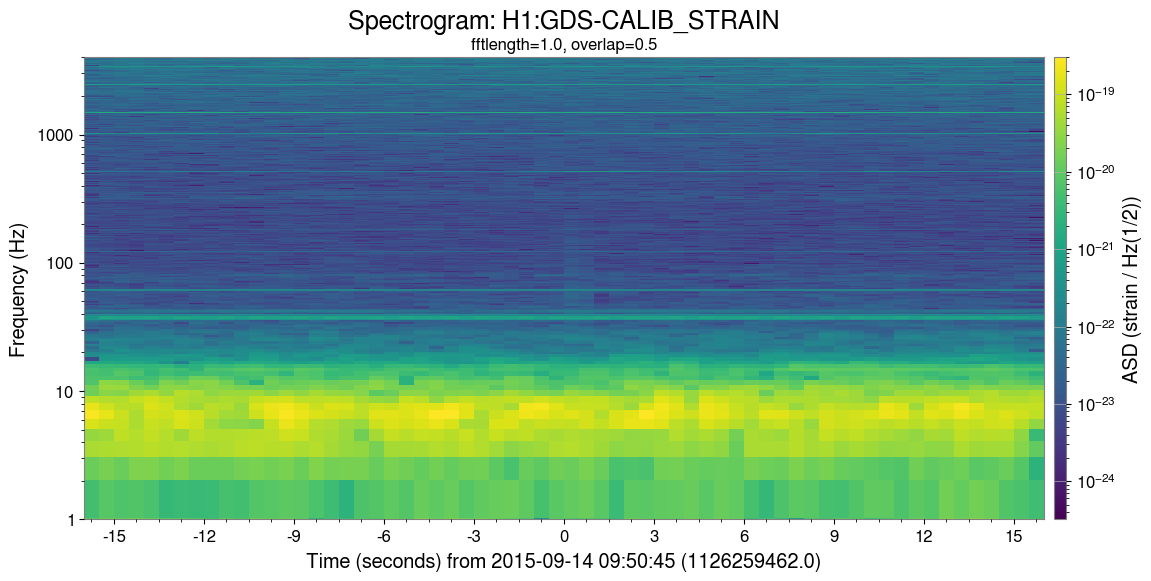 Spectrogram: H1:GDS-CALIB_STRAIN
fftlength=1.0, overlap=0.5
Frequency (Hz)
1000
100
10
1
-15 -12 -9 -6 -3 0 3 6 9 12 15
Time (seconds) from 2015-09-14 09:50:45 (1126259462.0)
10⁻¹⁹
10⁻²⁰
10⁻²¹
10⁻²²
10⁻²³
10⁻²⁴
ASD (strain / Hz(1/2))